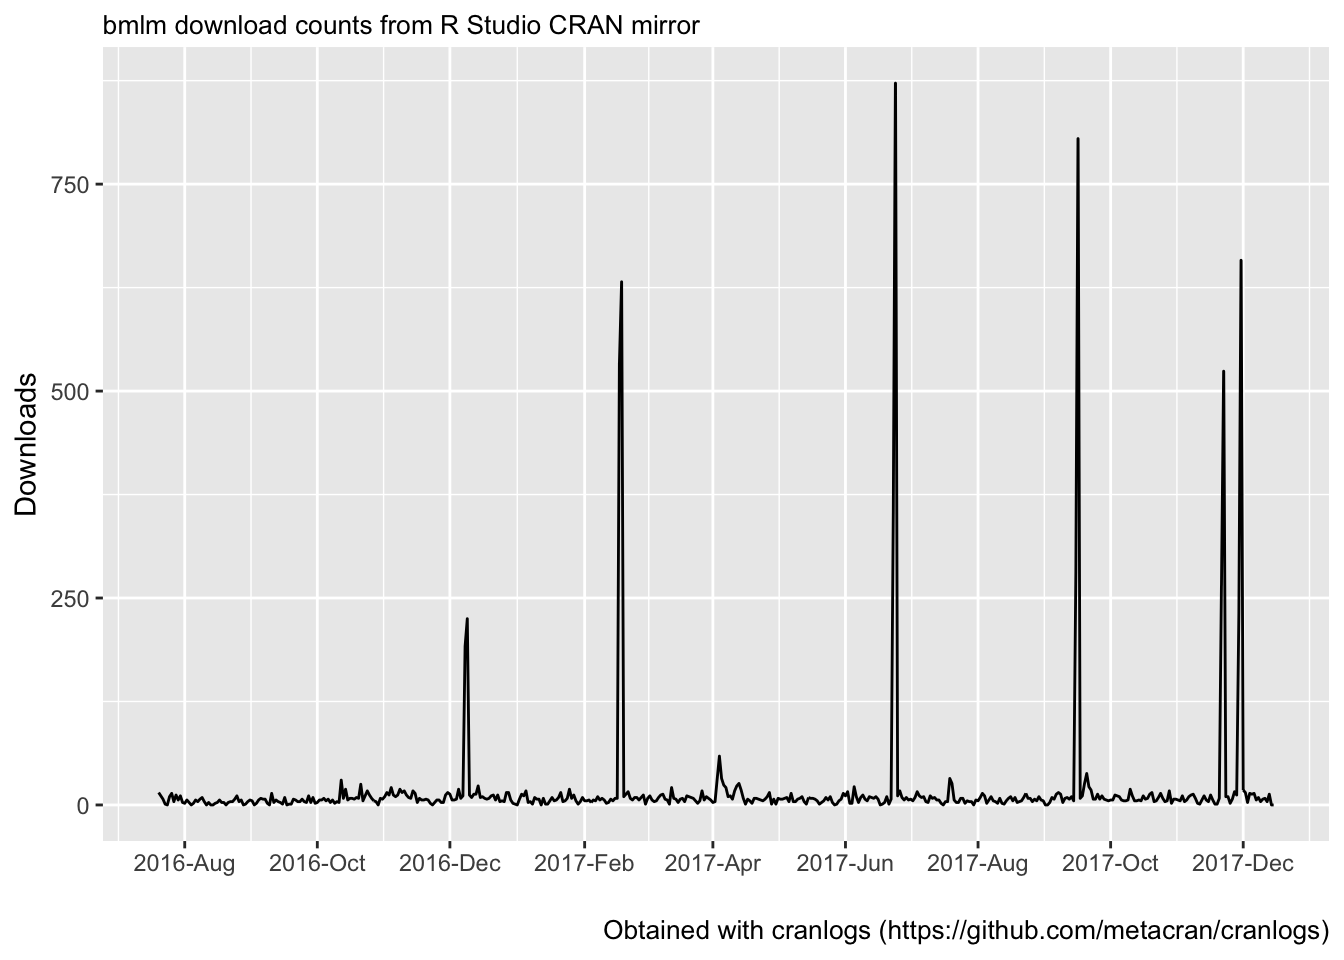 bmlm download counts from R Studio CRAN mirror
Downloads
750
500
250
0
2016-Aug 2016-Oct 2016-Dec 2017-Feb 2017-Apr 2017-Jun 2017-Aug 2017-Oct 2017-Dec
Obtained with cranlogs (https://github.com/metacran/cranlogs)